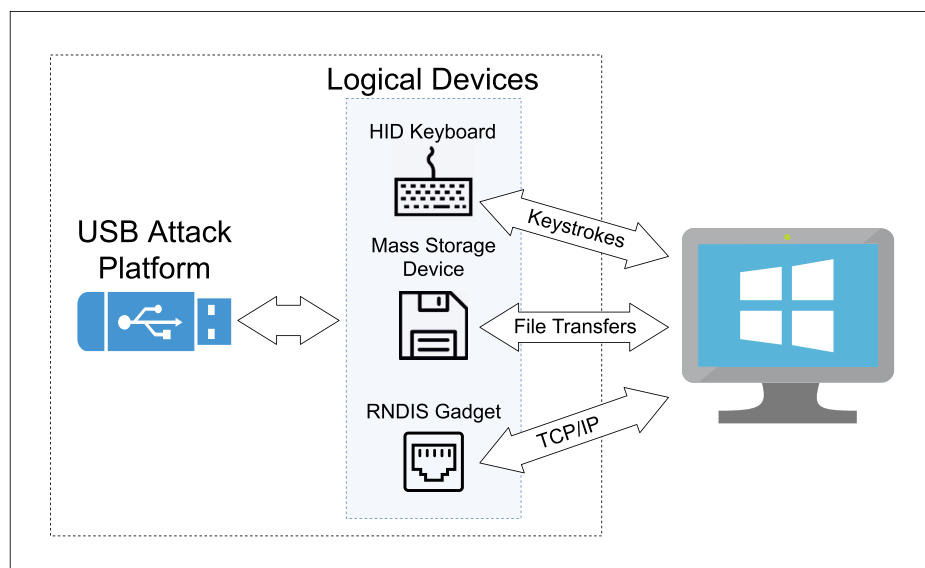 Logical Devices
HID Keyboard
Keystrokes
USB Attack
Platform
Mass Storage
Device
File Transfers
RNDIS Gadget
TCP/IP